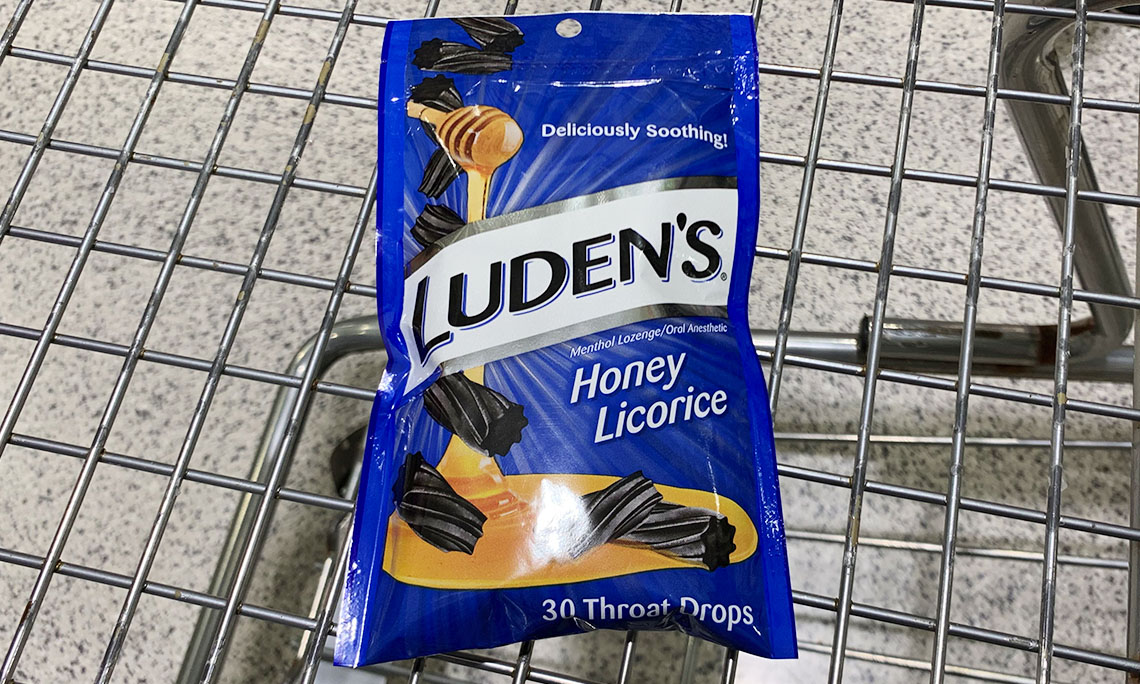 Deliciously Soothing!
LUDEN'S®
Menthol Lozenge/Oral Anesthetic
Honey
Licorice
30 Throat Drops